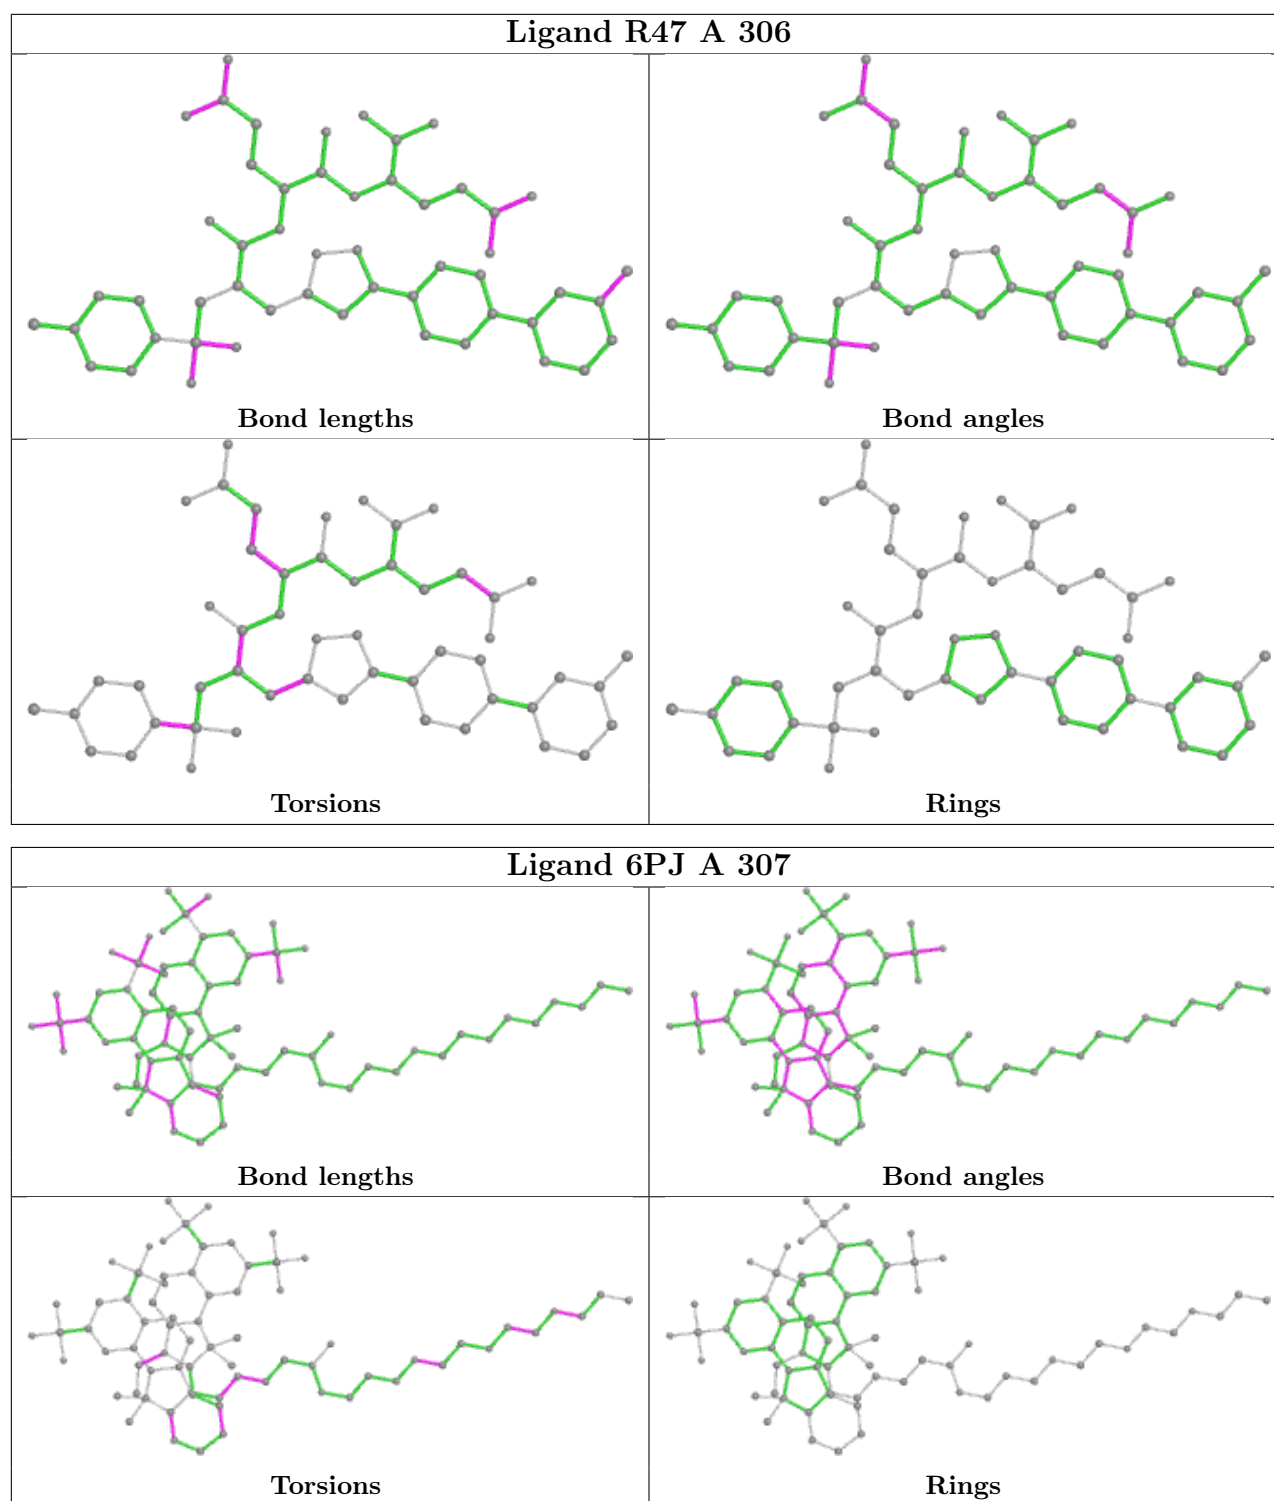 Ligand R47 A 306
Bond lengths
Bond angles
Torsions
Rings
Ligand 6PJ A 307
Bond lengths
Bond angles
Torsions
Rings